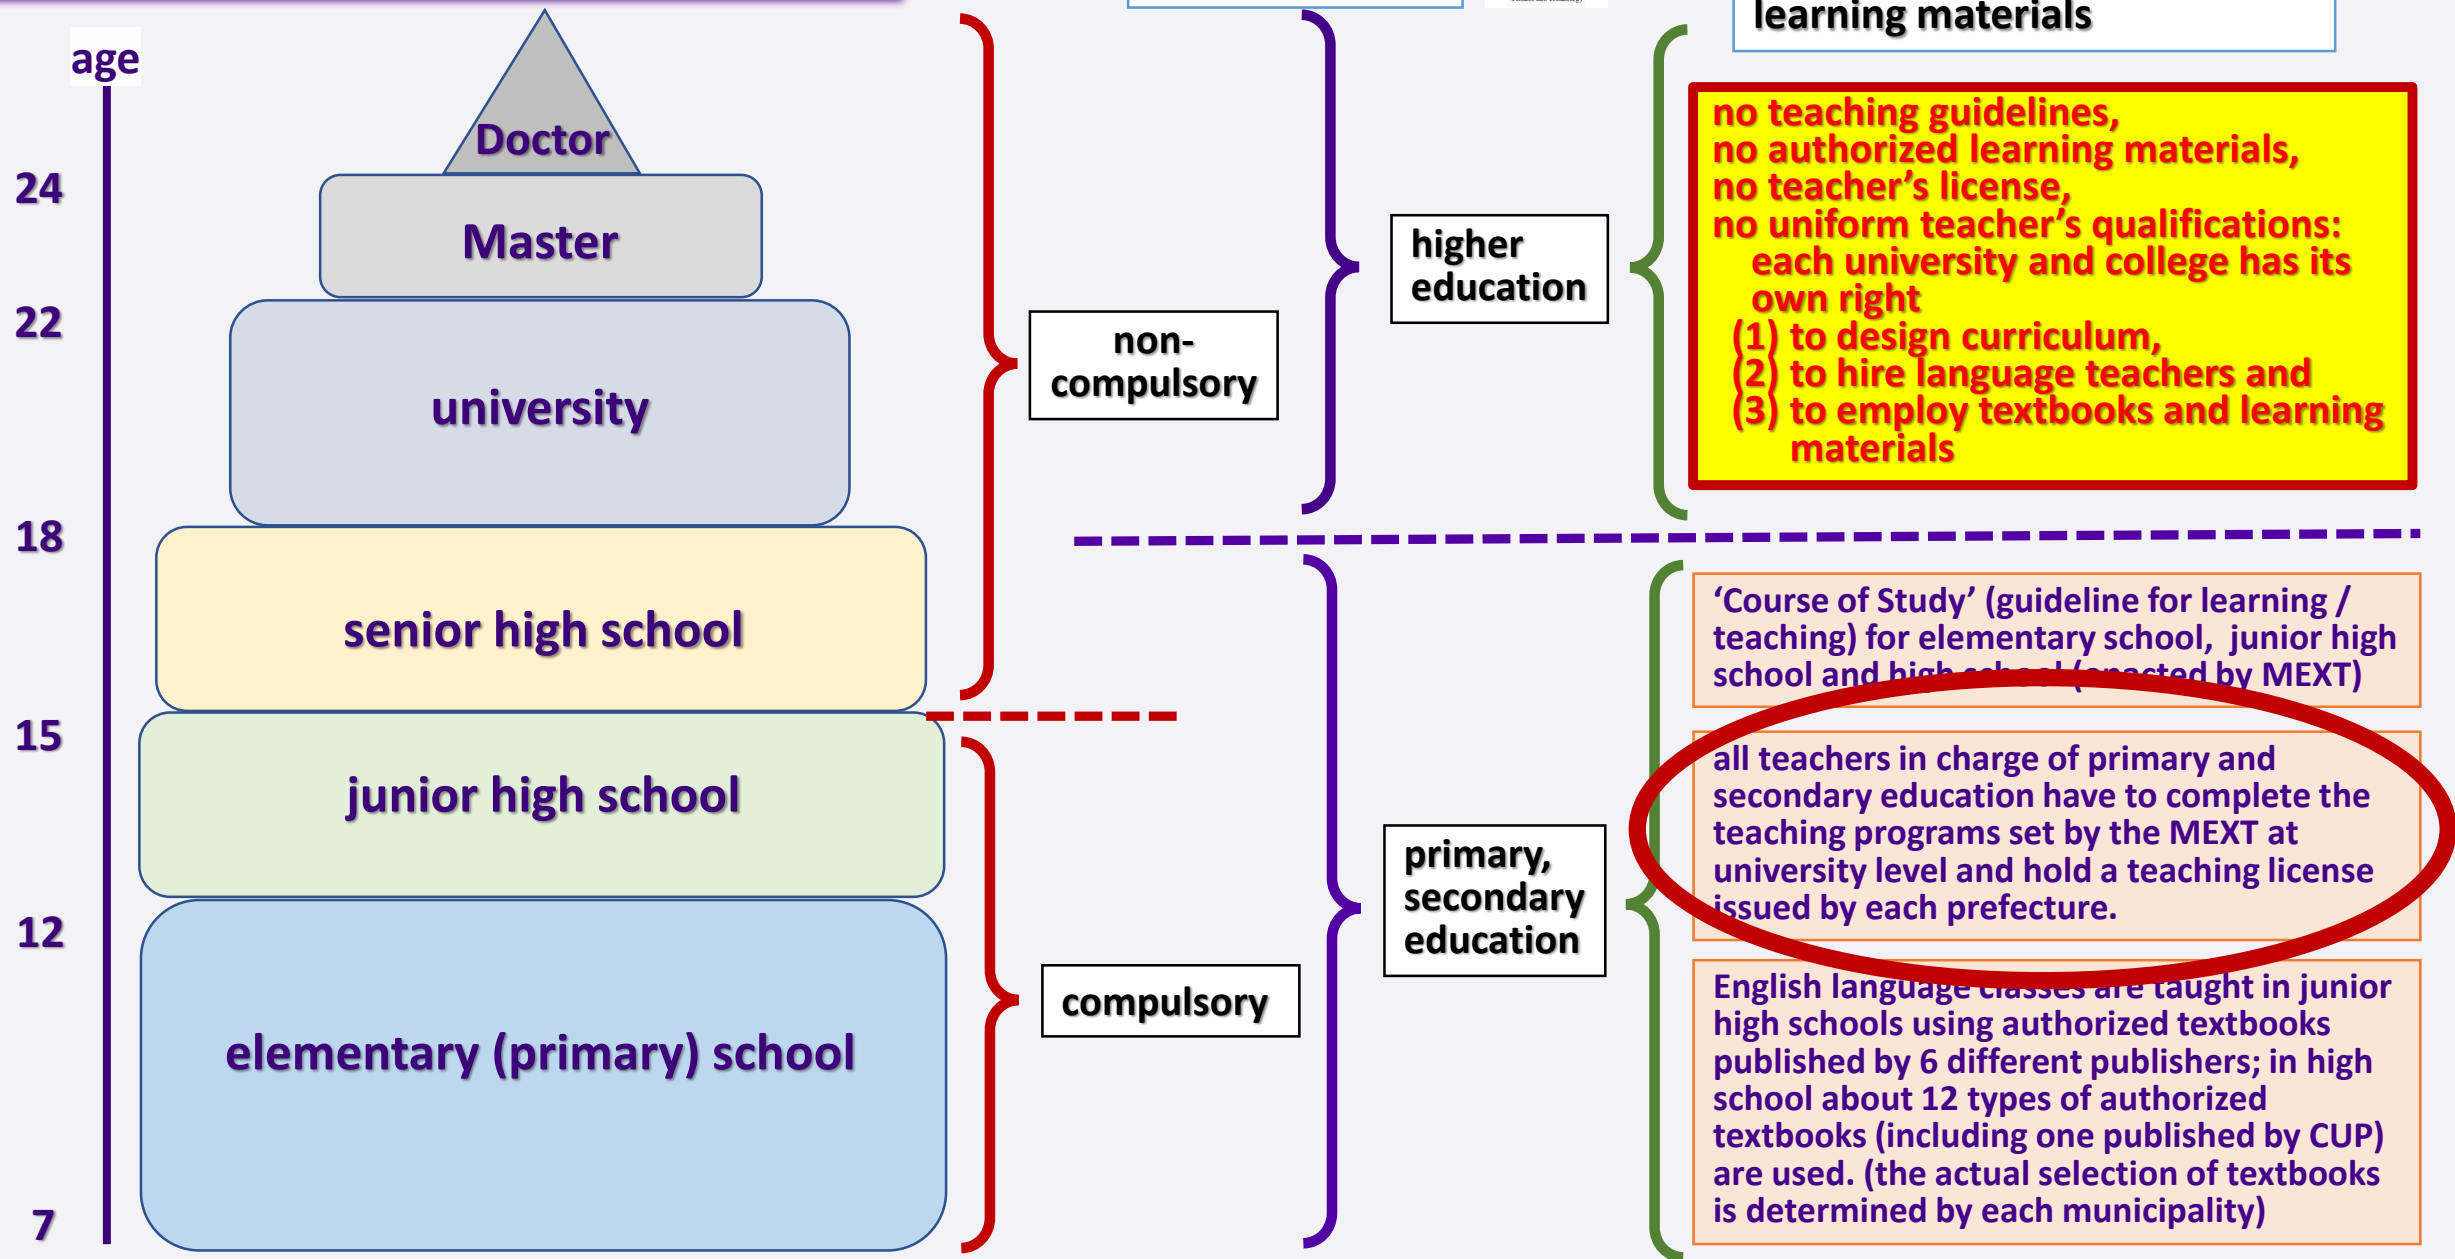 learning materials
age
24
22
18
15
12
7
Doctor
Master
university
senior high school
junior high school
elementary (primary) school
non-
compulsory
compulsory
higher
education
primary,
secondary
education
no teaching guidelines,
no authorized learning materials,
no teacher’s license,
no uniform teacher’s qualifications:
each university and college has its
own right
(1) to design curriculum,
(2) to hire language teachers and
(3) to employ textbooks and learning
materials
‘Course of Study’ (guideline for learning /
teaching) for elementary school, junior high
school and high school (enacted by MEXT)
all teachers in charge of primary and
secondary education have to complete the
teaching programs set by the MEXT at
university level and hold a teaching license
issued by each prefecture.
English language classes are taught in junior
high schools using authorized textbooks
published by 6 different publishers; in high
school about 12 types of authorized
textbooks (including one published by CUP)
are used. (the actual selection of textbooks
is determined by each municipality)